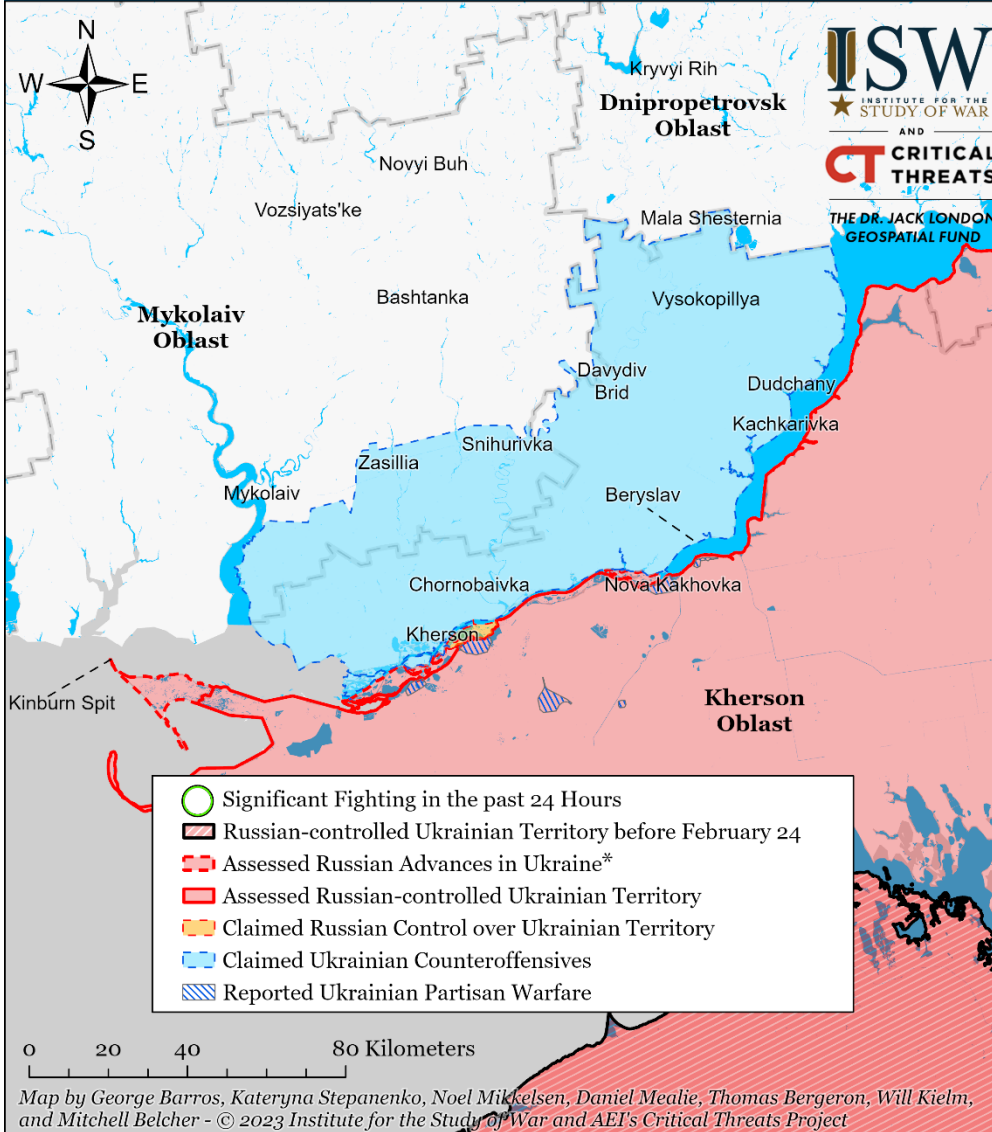 N
W
E
S
ISW
INSTITUTE FOR THE
STUDY OF WAR
AND
CT CRITICAL
THREATS
THE DR. JACK LONDON
GEOSPATIAL FUND
Kryvyi Rih
Dnipropetrovsk
Oblast
Novyi Buh
Vozsiyats'ke
Mala Shesternia
Bashtanka
Vysokopillya
Mykolaiv
Oblast
Davydiv
Brid
Dudchany
Kachkarivka
Snihurivka
Zasillia
Mykolaiv
Beryslav
Chornobaivka
Nova Kakhovka
Kherson
Kinburn Spit
Kherson
Oblast
Significant Fighting in the past 24 Hours
Russian-controlled Ukrainian Territory before February 24
Assessed Russian Advances in Ukraine*
Assessed Russian-controlled Ukrainian Territory
Claimed Russian Control over Ukrainian Territory
Claimed Ukrainian Counteroffensives
Reported Ukrainian Partisan Warfare
0 20 40 80 Kilometers
Map by George Barros, Kateryna Stepanenko, Noel Mikkelsen, Daniel Mealie, Thomas Bergeron, Will Kielm,
and Mitchell Belcher - © 2023 Institute for the Study of War and AEI's Critical Threats Project